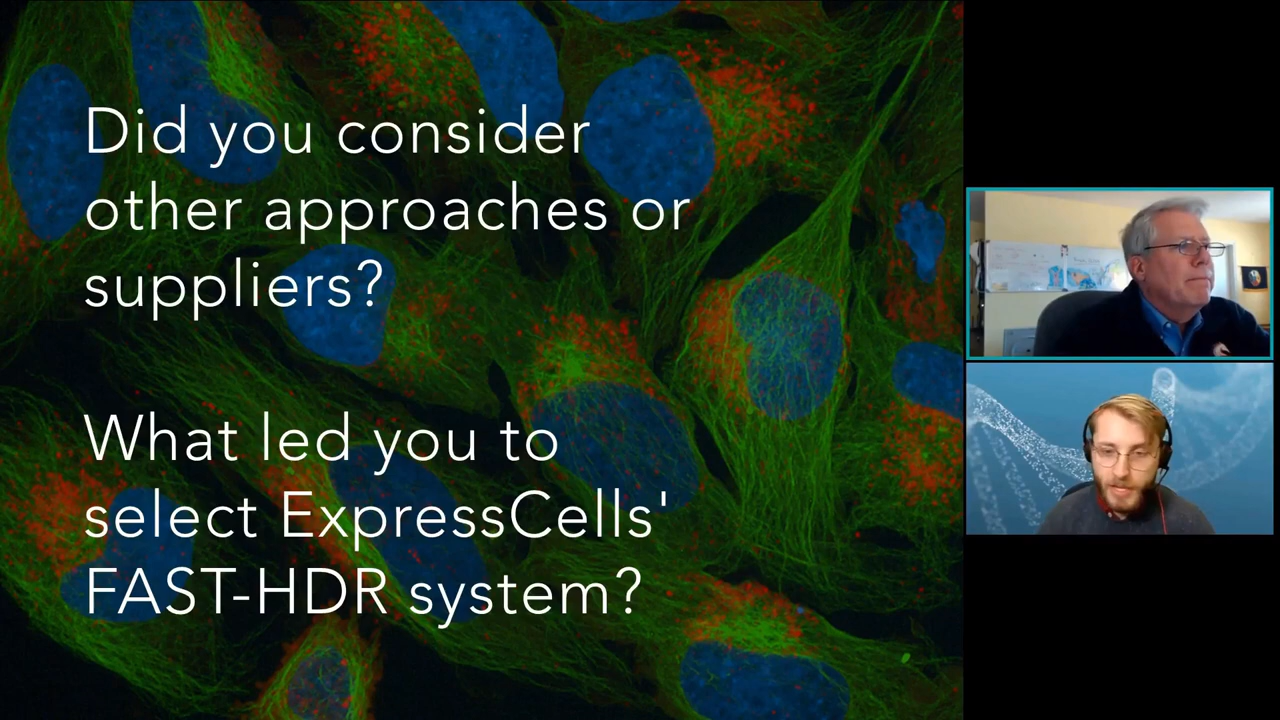 Did you consider
other approaches or
suppliers?
What led you to
select ExpressCells'
FAST-HDR system?